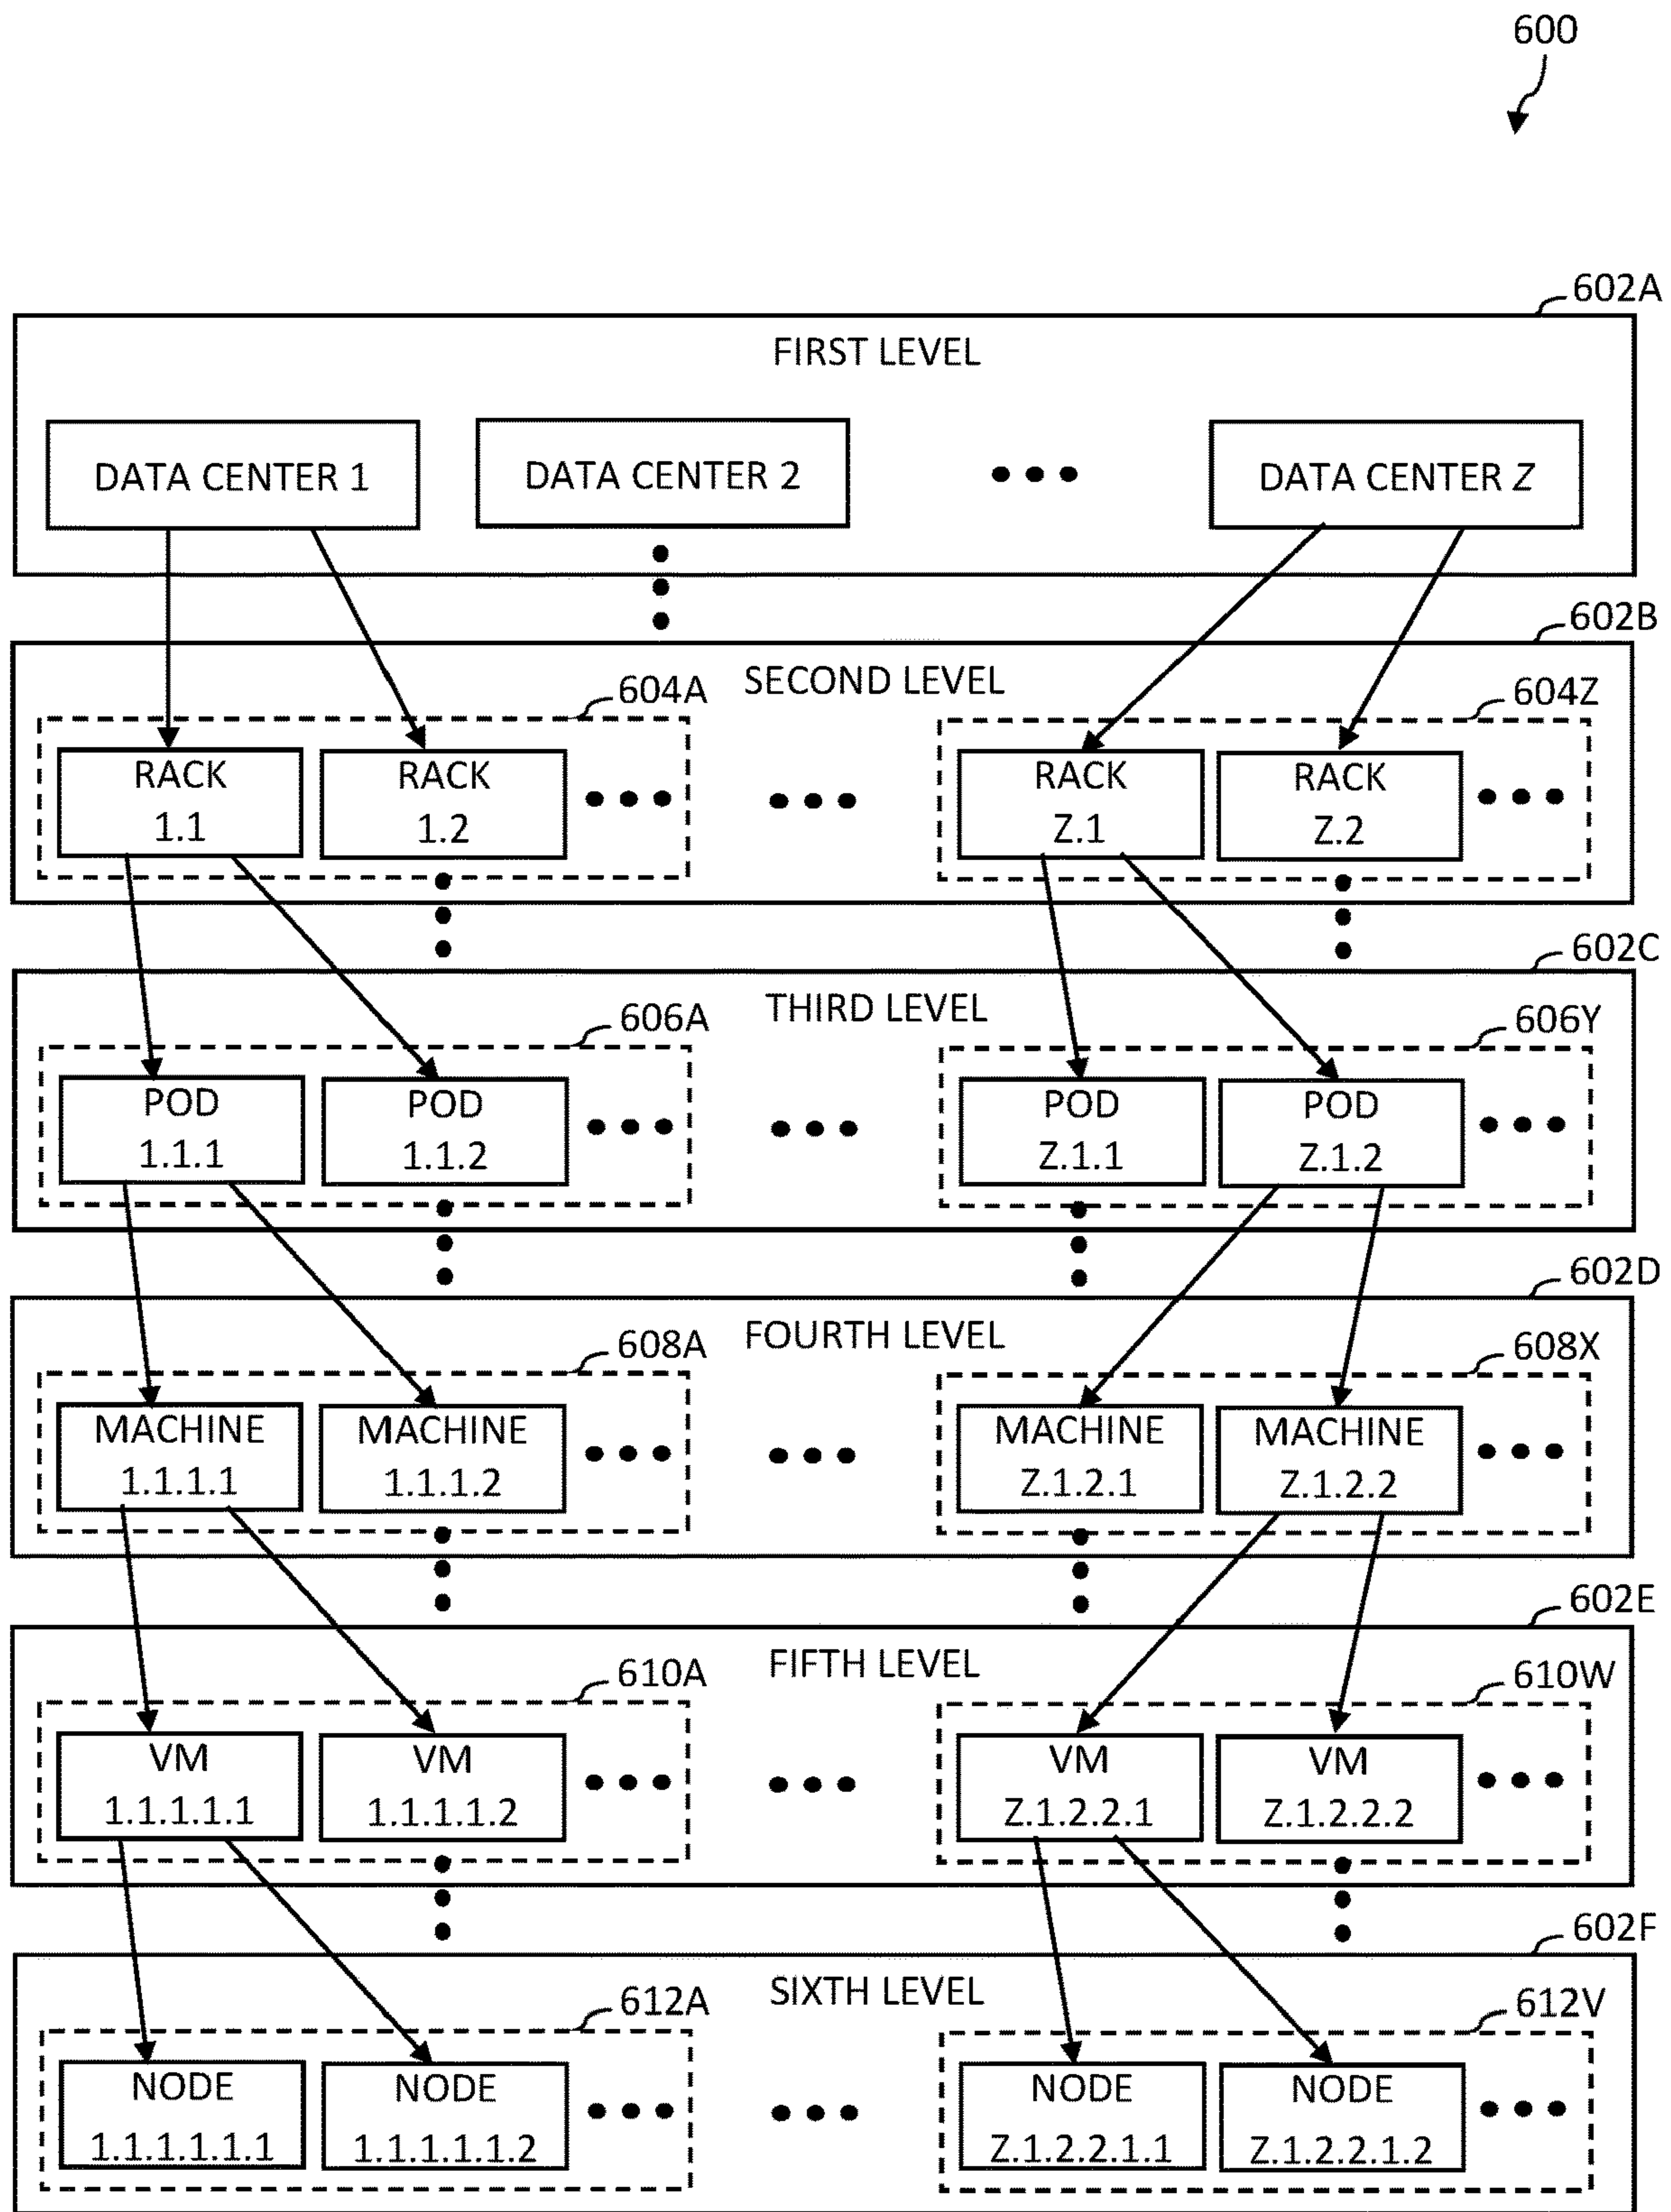 600
602A
FIRST LEVEL
DATA CENTER 1
DATA CENTER 2
DATA CENTER Z
602B
SECOND LEVEL
604A
604Z
RACK
1.1
RACK
1.2
RACK
Z.1
RACK
Z.2
602C
THIRD LEVEL
606A
606Y
POD
1.1.1
POD
1.1.2
POD
Z.1.1
POD
Z.1.2
602D
FOURTH LEVEL
608A
608X
MACHINE
1.1.1.1
MACHINE
1.1.1.2
MACHINE
Z.1.2.1
MACHINE
Z.1.2.2
602E
FIFTH LEVEL
610A
610W
VM
1.1.1.1.1
VM
1.1.1.1.2
VM
Z.1.2.2.1
VM
Z.1.2.2.2
602F
SIXTH LEVEL
612A
612V
NODE
1.1.1.1.1.1
NODE
1.1.1.1.1.2
NODE
Z.1.2.2.1.1
NODE
Z.1.2.2.1.2